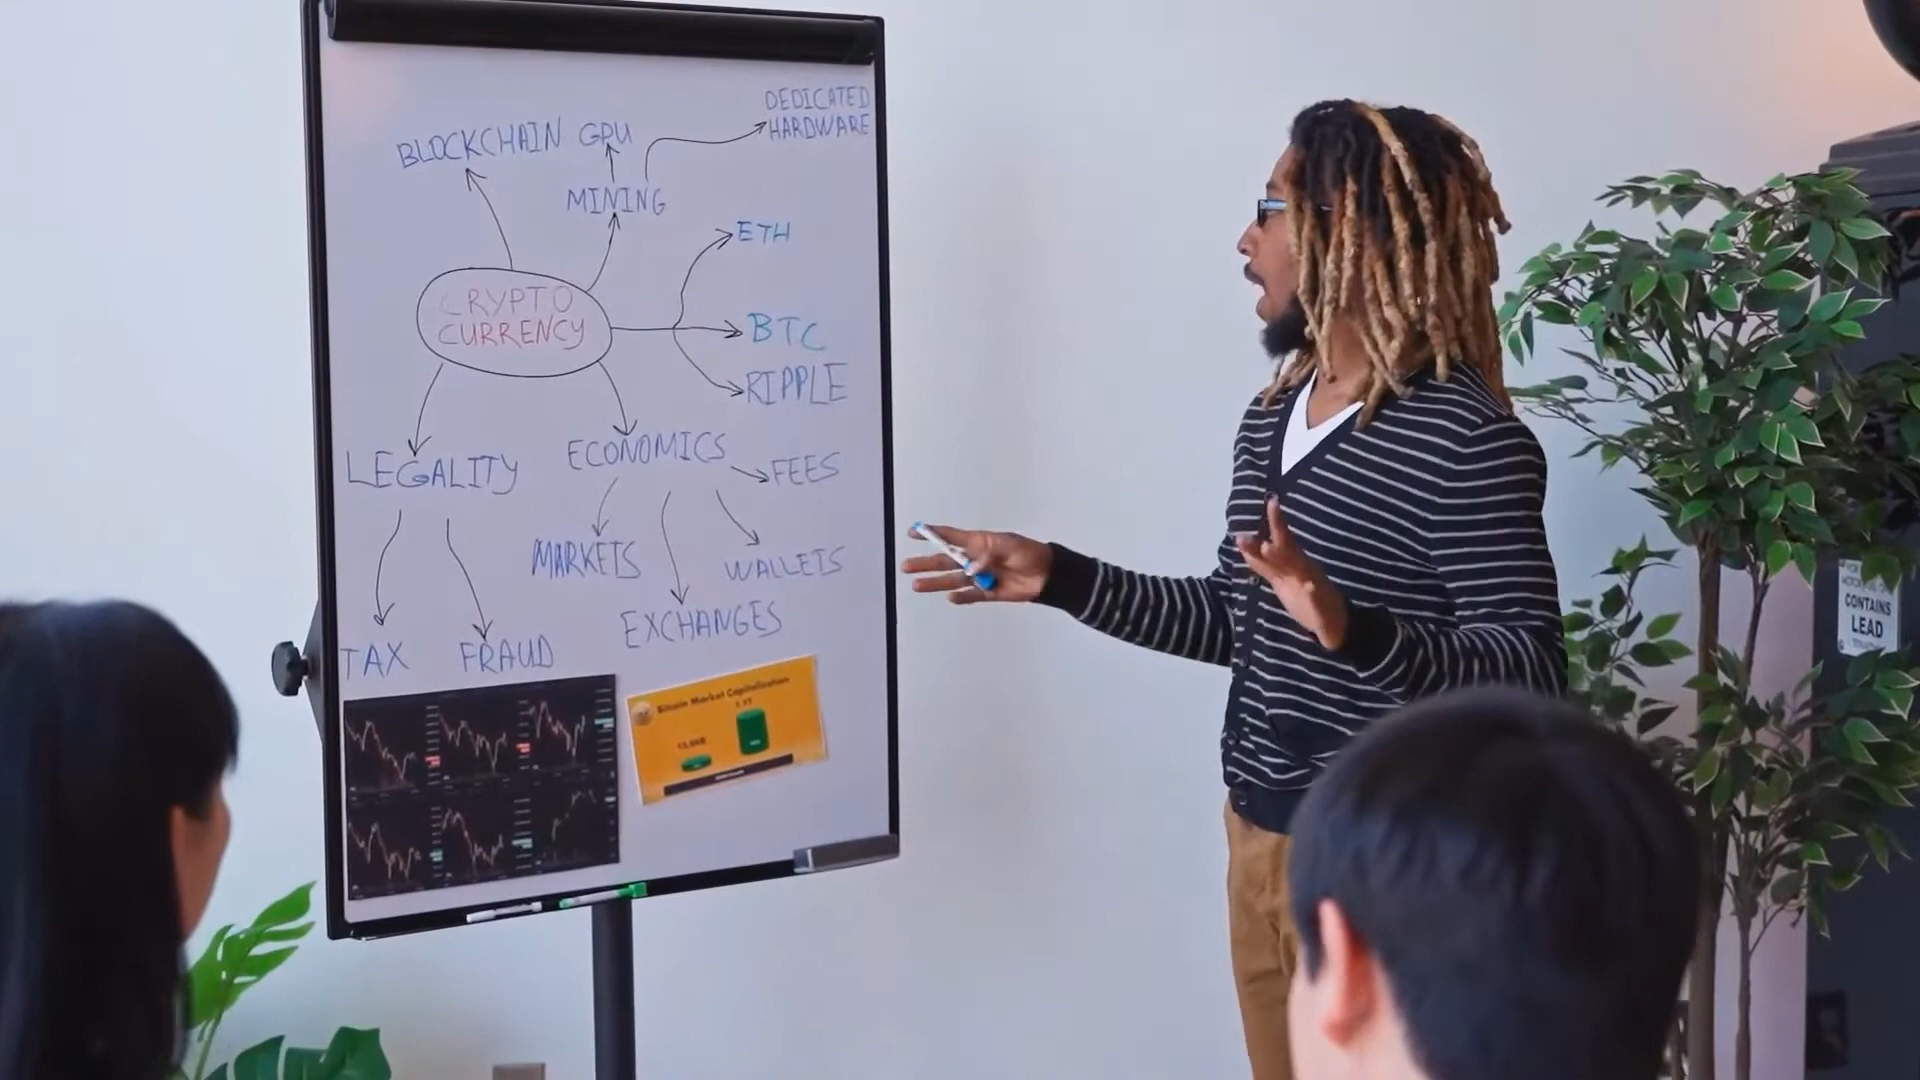 DEDICATED
HARDWARE
BLOCKCHAIN GPU
MINING
ETH
CRYPTO
CURRENCY
BTC
RIPPLE
LEGALITY
ECONOMICS
FEES
MARKETS
WALLETS
EXCHANGES
TAX
FRAUD
Bitcoin Market Capitalisation
CONTAINS
LEAD